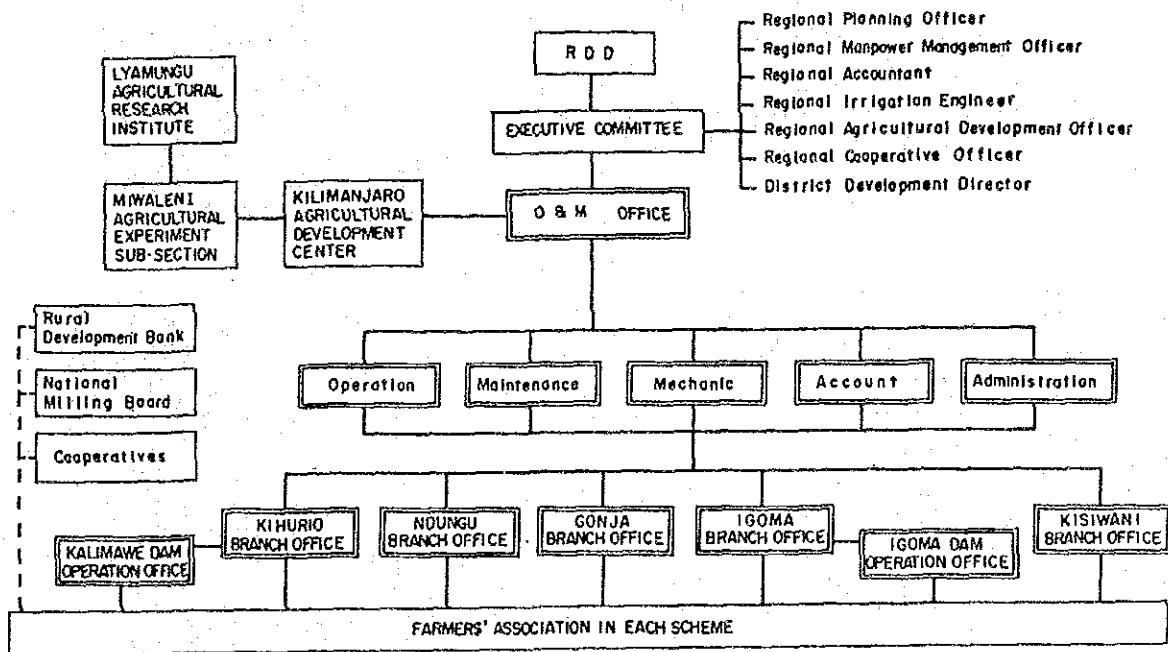 R D D
EXECUTIVE COMMITTEE
Regional Planning Officer
Regional Manpower Management Officer
Regional Accountant
Regional Irrigation Engineer
Regional Agricultural Development Officer
Regional Cooperative Officer
District Development Director
LYAMUNGU
AGRICULTURAL
RESEARCH
INSTITUTE
MIWALENI
AGRICULTURAL
EXPERIMENT
SUB-SECTION
KILIMANJARO
AGRICULTURAL
DEVELOPMENT
CENTER
O & M OFFICE
Rural
Development Bank
National
Milling Board
Cooperatives
Operation
Maintenance
Mechanic
Account
Administration
KALIMAWE DAM
OPERATION OFFICE
KIHURIO
BRANCH OFFICE
NDUNGU
BRANCH OFFICE
GONJA
BRANCH OFFICE
IGOMA
BRANCH OFFICE
IGOMA DAM
OPERATION OFFICE
KISIWANI
BRANCH OFFICE
FARMERS' ASSOCIATION IN EACH SCHEME